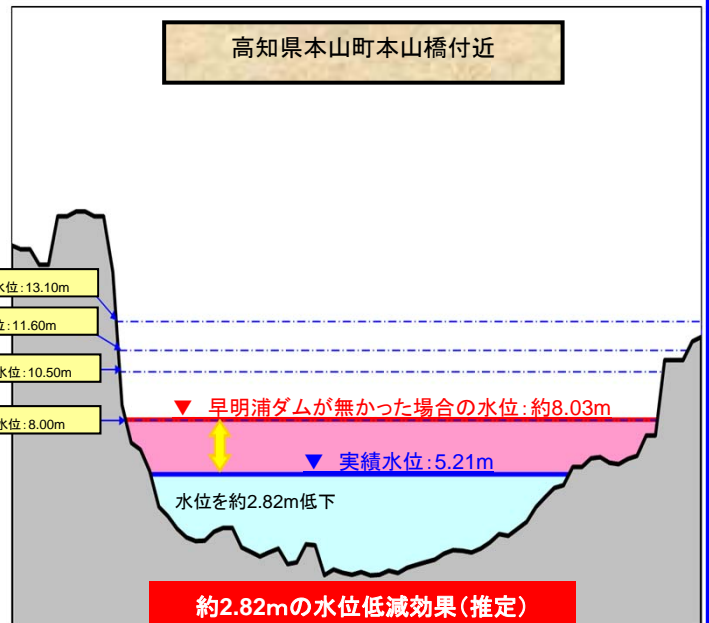 高知県本山町本山橋付近
水位:13.10m
位:11.60m
水位:10.50m
水位:8.00m
▼ 早明浦ダムが無かった場合の水位:約8.03m
▼ 実績水位:5.21m
水位を約2.82m低下
約2.82mの水位低減効果(推定)